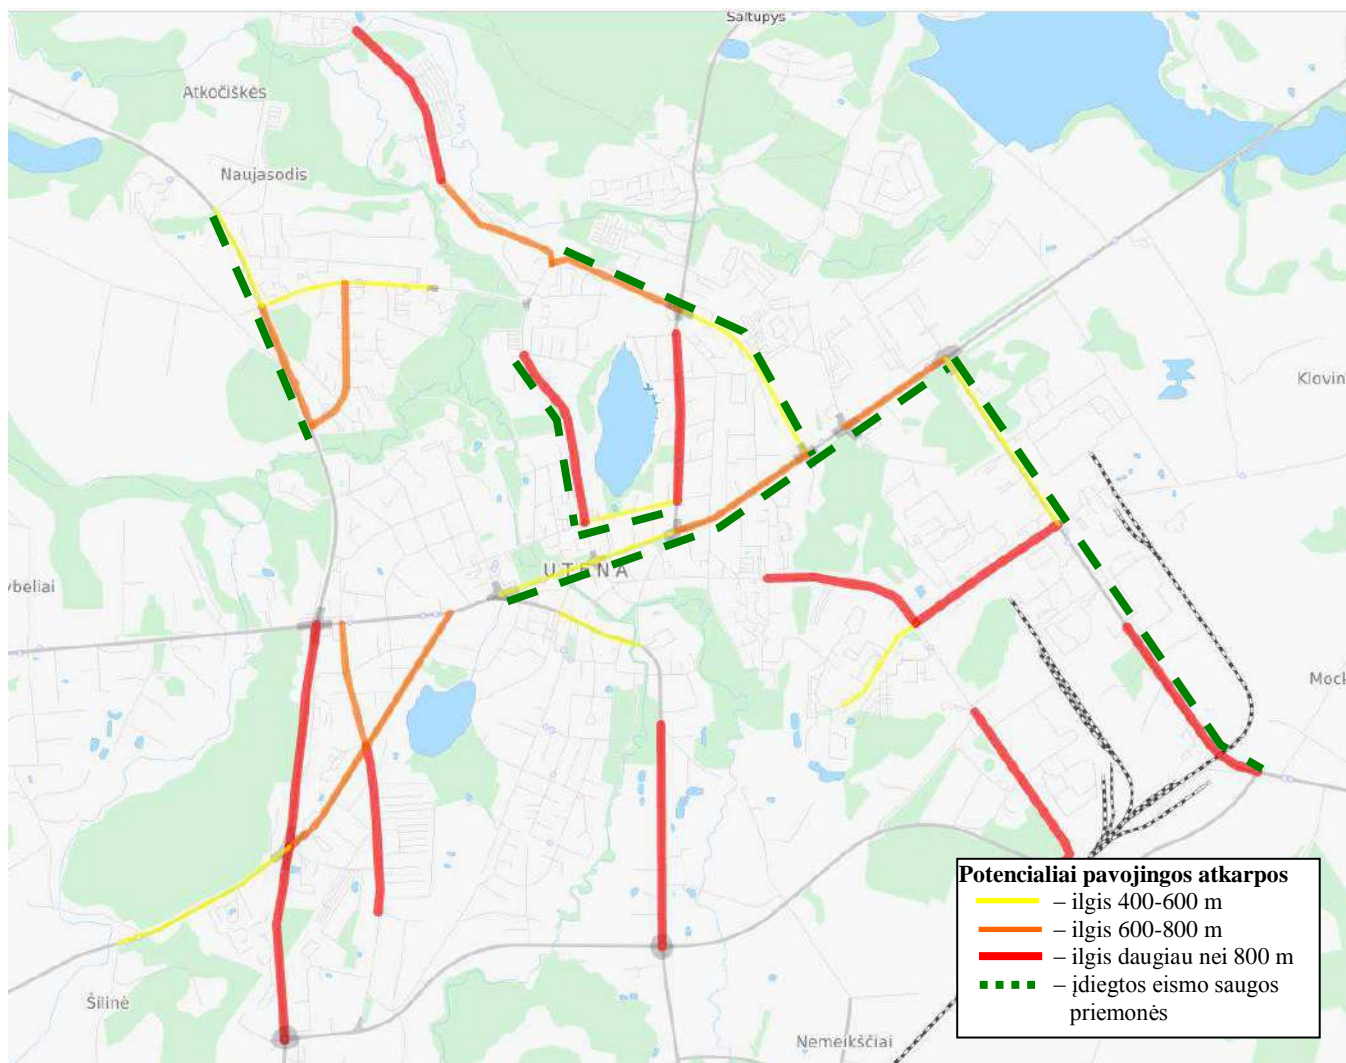 Saltupys
Atkočiškės
Naujasodis
Klovin
UTENA
ybeliai
Mock
Potencialiai pavojingos atkarpos
– ilgis 400-600 m
– ilgis 600-800 m
– ilgis daugiau nei 800 m
– įdiegtos eismo saugos
priemonės
Šilinė
Nemeikščiai